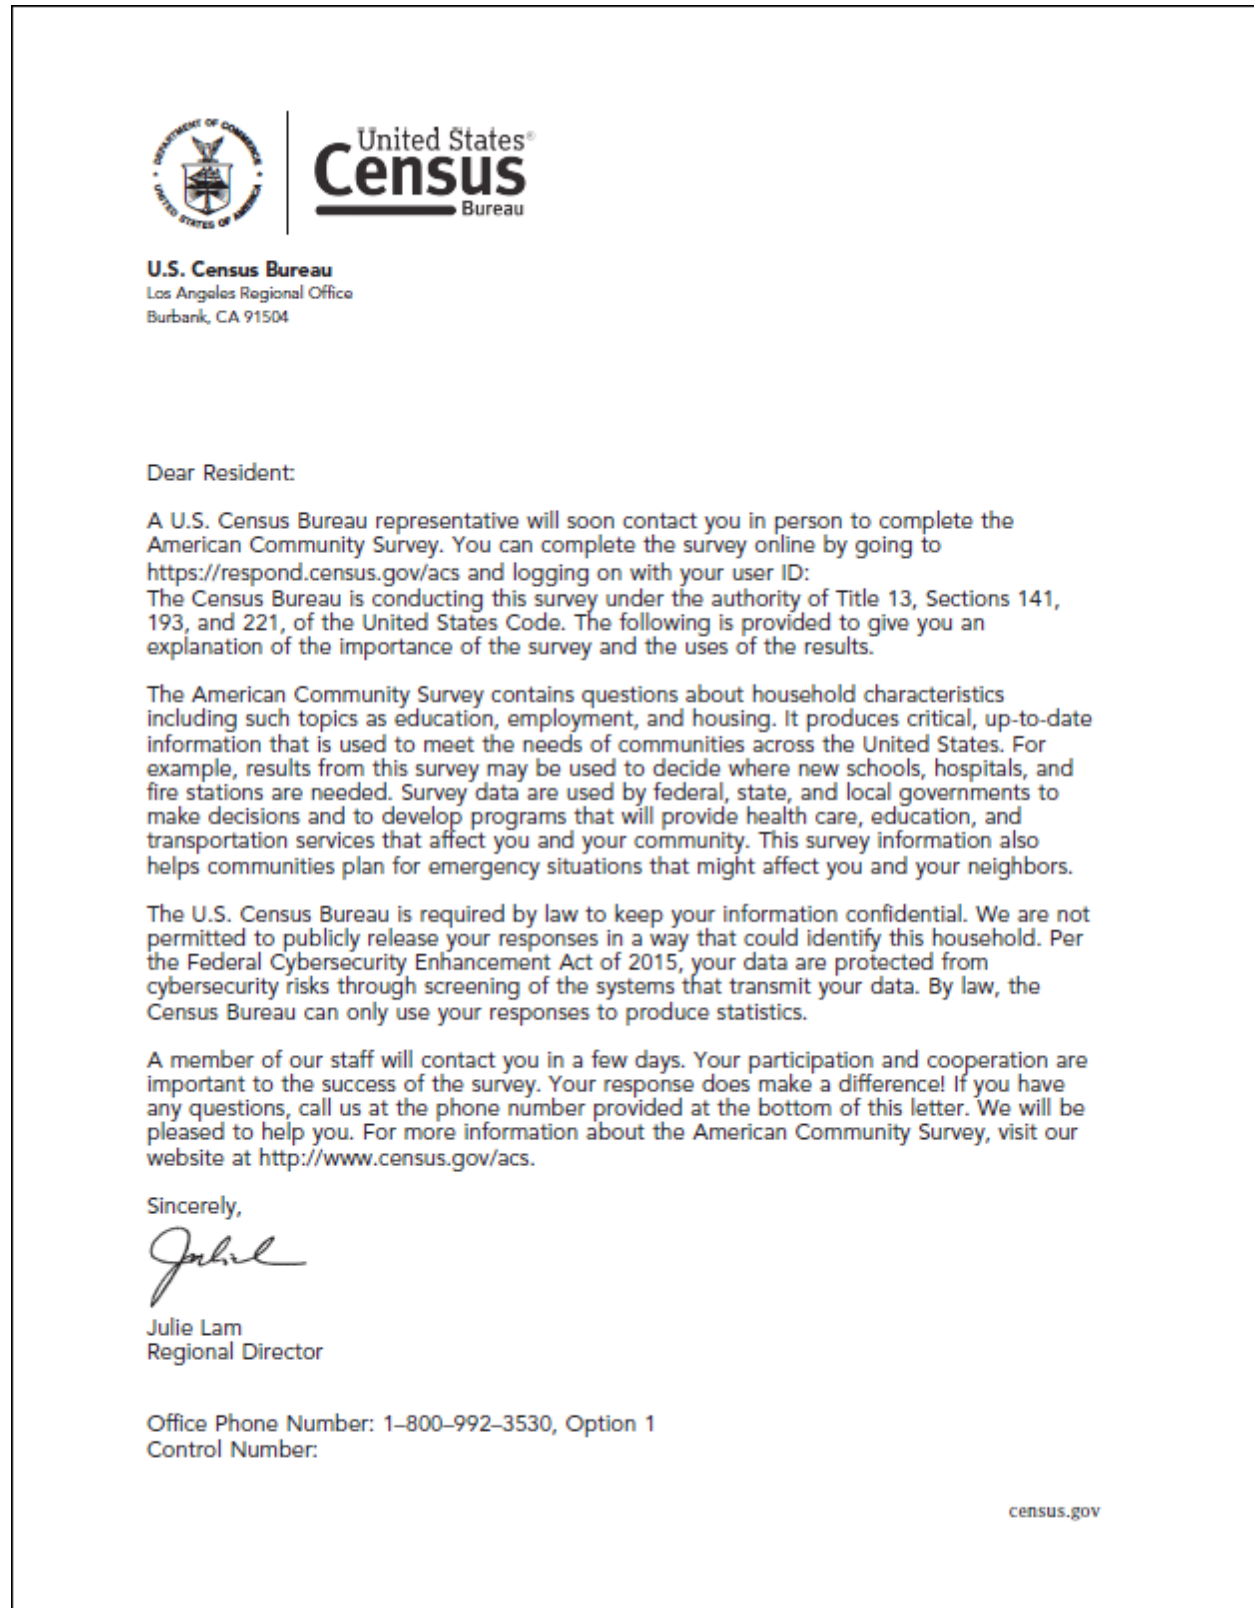 DEPARTMENT OF COMMERCE
UNITED STATES OF AMERICA
United States®
Census
Bureau
U.S. Census Bureau
Los Angeles Regional Office
Burbank, CA 91504
Dear Resident:
A U.S. Census Bureau representative will soon contact you in person to complete the
American Community Survey. You can complete the survey online by going to
https://respond.census.gov/acs and logging on with your user ID:
The Census Bureau is conducting this survey under the authority of Title 13, Sections 141,
193, and 221, of the United States Code. The following is provided to give you an
explanation of the importance of the survey and the uses of the results.
The American Community Survey contains questions about household characteristics
including such topics as education, employment, and housing. It produces critical, up-to-date
information that is used to meet the needs of communities across the United States. For
example, results from this survey may be used to decide where new schools, hospitals, and
fire stations are needed. Survey data are used by federal, state, and local governments to
make decisions and to develop programs that will provide health care, education, and
transportation services that affect you and your community. This survey information also
helps communities plan for emergency situations that might affect you and your neighbors.
The U.S. Census Bureau is required by law to keep your information confidential. We are not
permitted to publicly release your responses in a way that could identify this household. Per
the Federal Cybersecurity Enhancement Act of 2015, your data are protected from
cybersecurity risks through screening of the systems that transmit your data. By law, the
Census Bureau can only use your responses to produce statistics.
A member of our staff will contact you in a few days. Your participation and cooperation are
important to the success of the survey. Your response does make a difference! If you have
any questions, call us at the phone number provided at the bottom of this letter. We will be
pleased to help you. For more information about the American Community Survey, visit our
website at http://www.census.gov/acs.
Sincerely,
Julie Lam
Regional Director
Office Phone Number: 1–800–992–3530, Option 1
Control Number:
census.gov